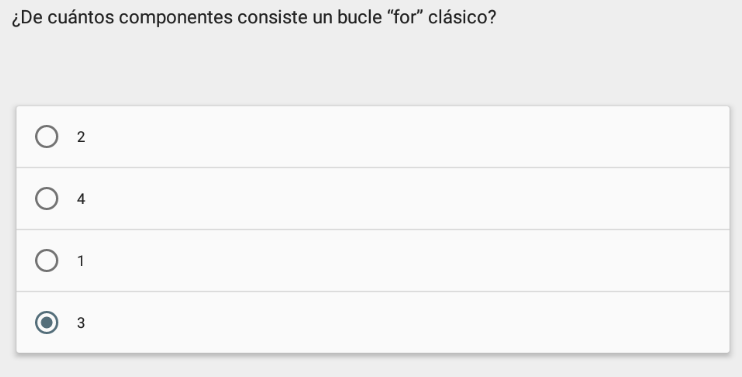 ¿De cuántos componentes consiste un bucle “for” clásico?
2
4
1
3